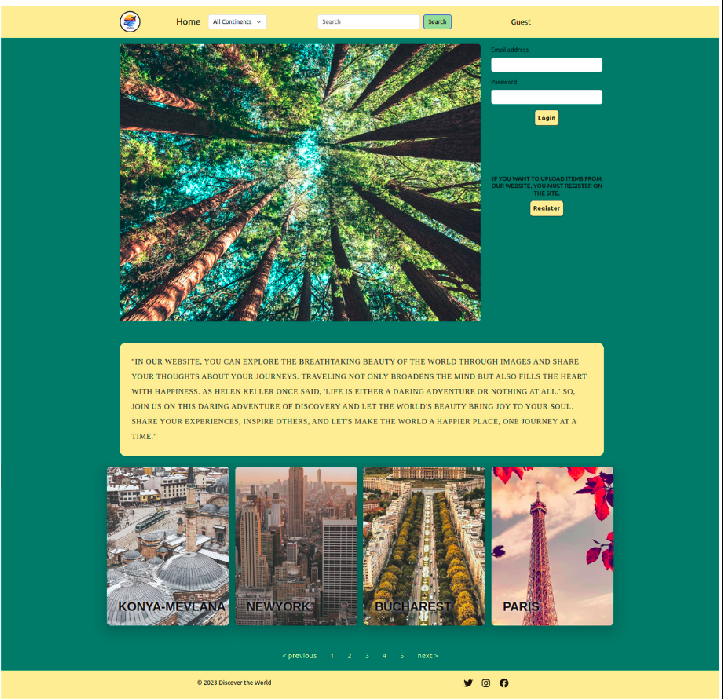 Home
All Continents
Search
Search
Guest
Email address
Password
Login
IF YOU WANT TO UPLOAD ITEMS FROM
OUR WEBSITE, YOU MUST REGISTER ON
THE SITE.
Register
"IN OUR WEBSITE, YOU CAN EXPLORE THE BREATHTAKING BEAUTY OF THE WORLD THROUGH IMAGES AND SHARE
YOUR THOUGHTS ABOUT YOUR JOURNEYS. TRAVELING NOT ONLY BROADENS THE MIND BUT ALSO FILLS THE HEART
WITH HAPPINESS. AS HELEN KELLER ONCE SAID, 'LIFE IS EITHER A DARING ADVENTURE OR NOTHING AT ALL.' SO,
JOIN US ON THIS DARING ADVENTURE OF DISCOVERY AND LET THE WORLD'S BEAUTY BRING JOY TO YOUR SOUL.
SHARE YOUR EXPERIENCES, INSPIRE OTHERS, AND LET'S MAKE THE WORLD A HAPPIER PLACE, ONE JOURNEY AT A
TIME."
KONYA-MEVLANA
NEWYORK
BUCHAREST
PARIS
< previous 1 2 3 4 5 next >
© 2023 Discover the World